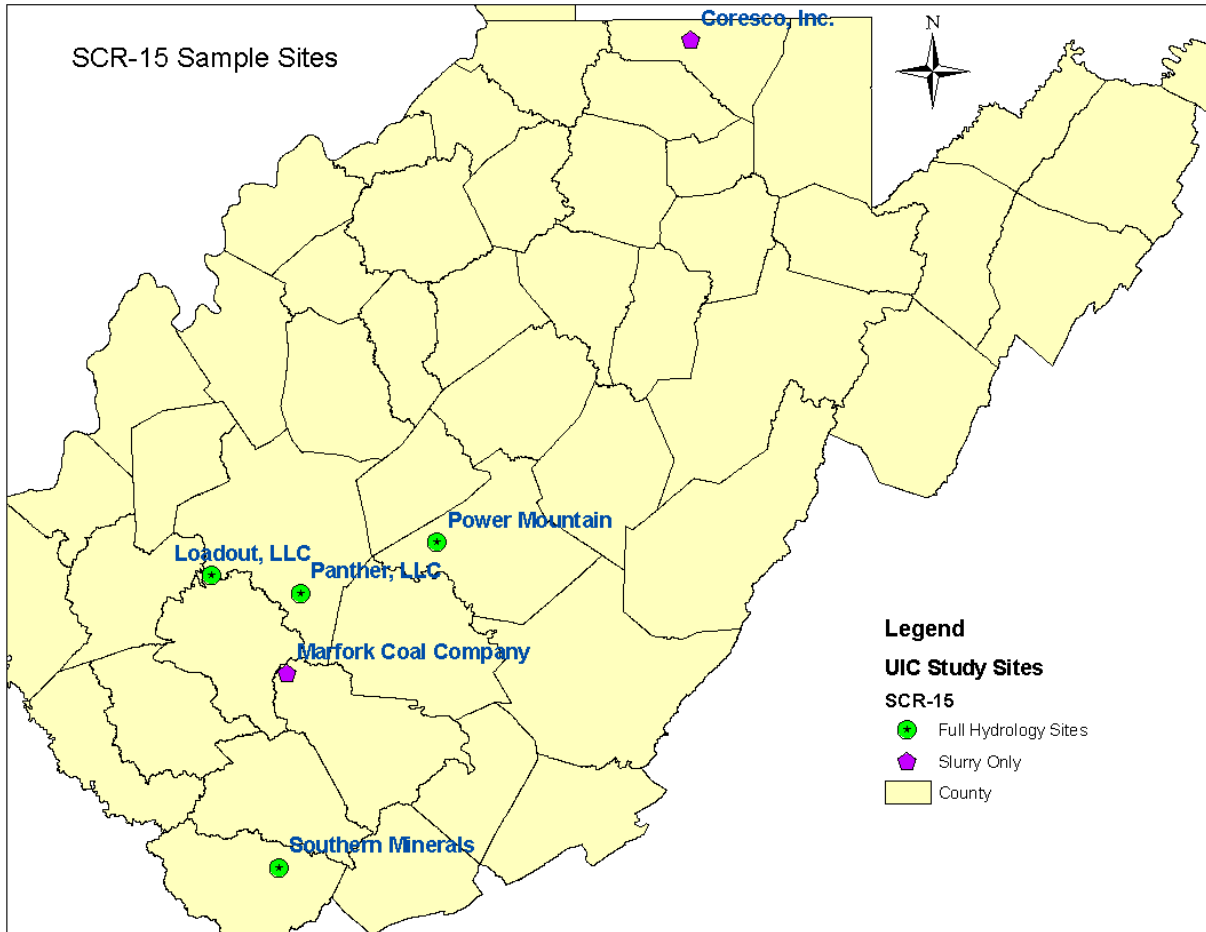 Coresco, Inc.
N
SCR-15 Sample Sites
Power Mountain
Loadout, LLC
Panther, LLC
Marfork Coal Company
Southern Minerals
Legend
UIC Study Sites
SCR-15
Full Hydrology Sites
Slurry Only
County